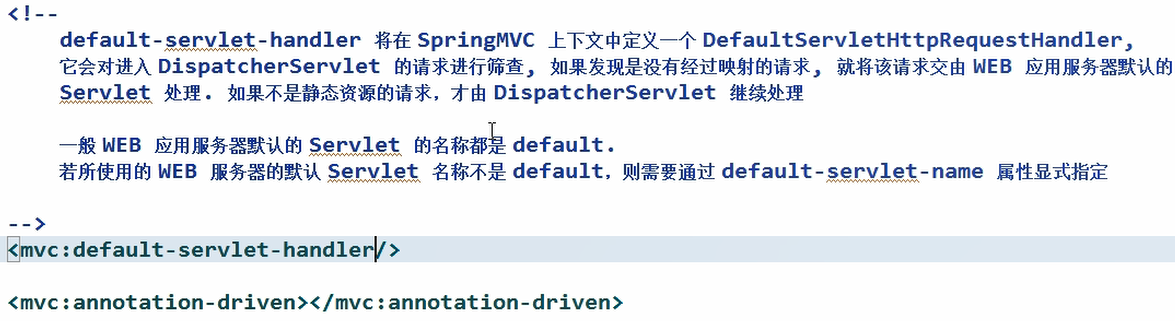 <!--
default-servlet-handler 将在 SpringMVC 上下文中定义一个 DefaultServletHttpRequestHandler,
它会对进入 DispatcherServlet 的请求进行筛查, 如果发现是没有经过映射的请求, 就将该请求交由 WEB 应用服务器默认的
Servlet 处理. 如果不是静态资源的请求，才由 DispatcherServlet 继续处理
一般 WEB 应用服务器默认的 Servlet 的名称都是 default.
若所使用的 WEB 服务器的默认 Servlet 名称不是 default，则需要通过 default-servlet-name 属性显式指定
-->
<mvc:default-servlet-handler/>
<mvc:annotation-driven></mvc:annotation-driven>